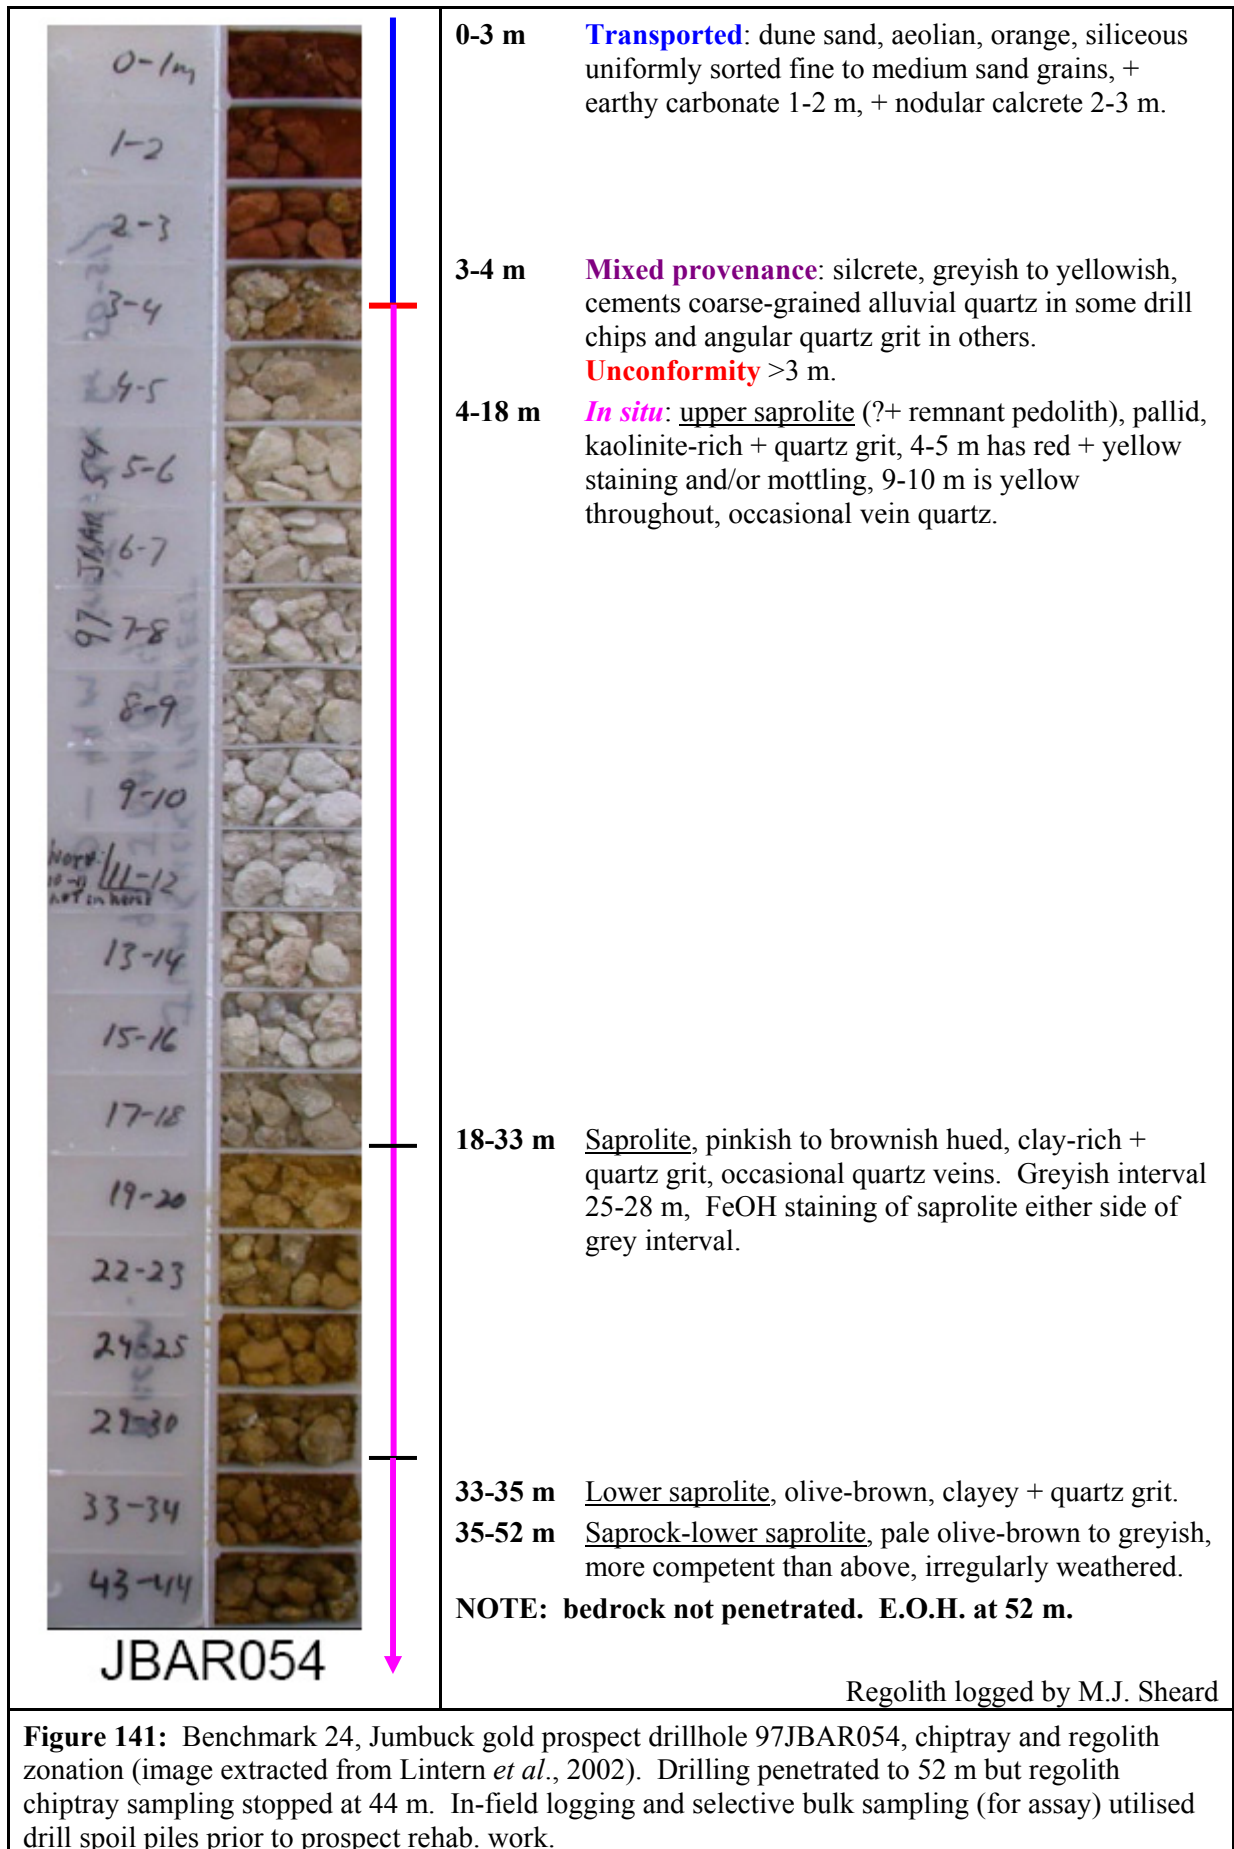 0-1m
1-2
2-3
3-4
4-5
5-6
6-7
7-8
8-9
9-10
11-12
13-14
15-16
17-18
19-20
22-23
24-25
29-30
33-34
43-44
97JBAR 54
JBAR054
0-3 m Transported: dune sand, aeolian, orange, siliceous
uniformly sorted fine to medium sand grains, +
earthy carbonate 1-2 m, + nodular calcrete 2-3 m.
3-4 m Mixed provenance: silcrete, greyish to yellowish,
cements coarse-grained alluvial quartz in some drill
chips and angular quartz grit in others.
Unconformity >3 m.
4-18 m In situ: upper saprolite (?+ remnant pedolith), pallid,
kaolinite-rich + quartz grit, 4-5 m has red + yellow
staining and/or mottling, 9-10 m is yellow
throughout, occasional vein quartz.
18-33 m Saprolite, pinkish to brownish hued, clay-rich +
quartz grit, occasional quartz veins. Greyish interval
25-28 m, FeOH staining of saprolite either side of
grey interval.
33-35 m Lower saprolite, olive-brown, clayey + quartz grit.
35-52 m Saprock-lower saprolite, pale olive-brown to greyish,
more competent than above, irregularly weathered.
NOTE: bedrock not penetrated. E.O.H. at 52 m.
Regolith logged by M.J. Sheard
Figure 141: Benchmark 24, Jumbuck gold prospect drillhole 97JBAR054, chiptray and regolith
zonation (image extracted from Lintern et al., 2002). Drilling penetrated to 52 m but regolith
chiptray sampling stopped at 44 m. In-field logging and selective bulk sampling (for assay) utilised
drill spoil piles prior to prospect rehab. work.